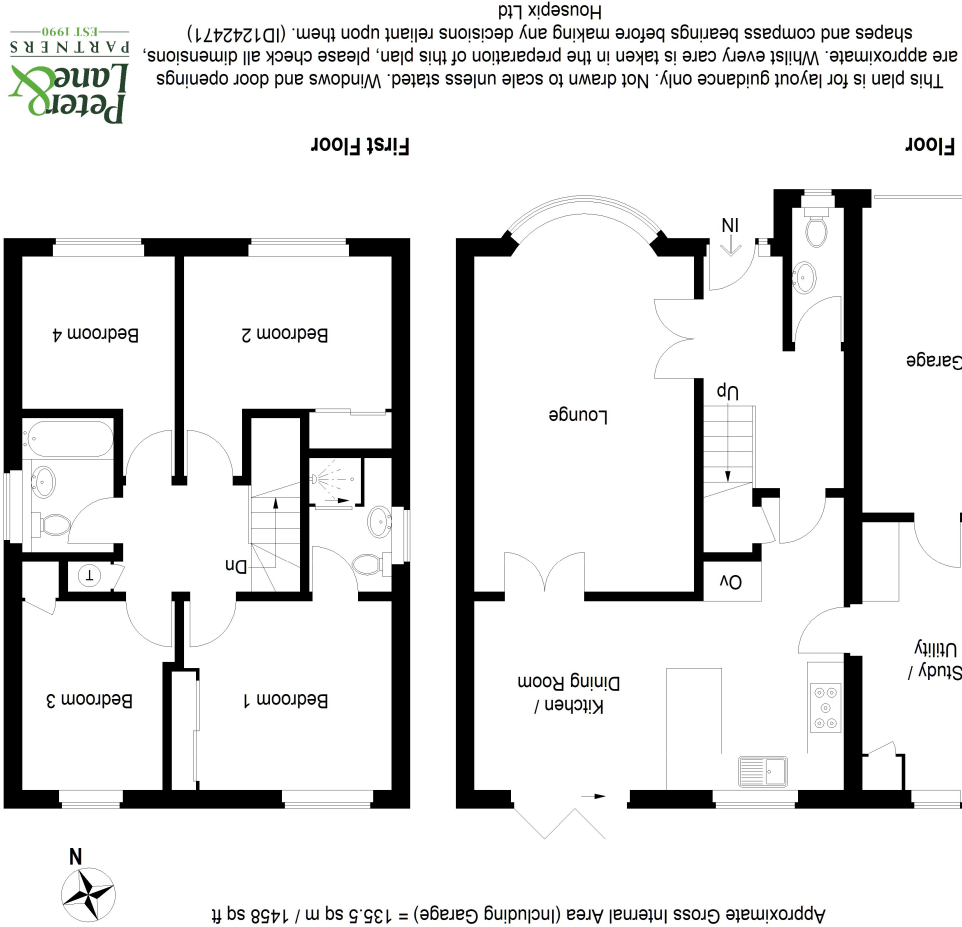 Approximate Gross Internal Area (Including Garage) = 135.5 sq m / 1458 sq ft
N
Study /
Utility
Kitchen /
Dining Room
Bedroom 1
Bedroom 3
Ov
T
Dn
Up
Lounge
Garage
Bedroom 2
Bedroom 4
IN
Floor
First Floor
This plan is for layout guidance only. Not drawn to scale unless stated. Windows and door openings
are approximate. Whilst every care is taken in the preparation of this plan, please check all dimensions,
shapes and compass bearings before making any decisions reliant upon them. (ID1242471)
Housepix Ltd
Peter
& Lane
PARTNERS
EST 1990